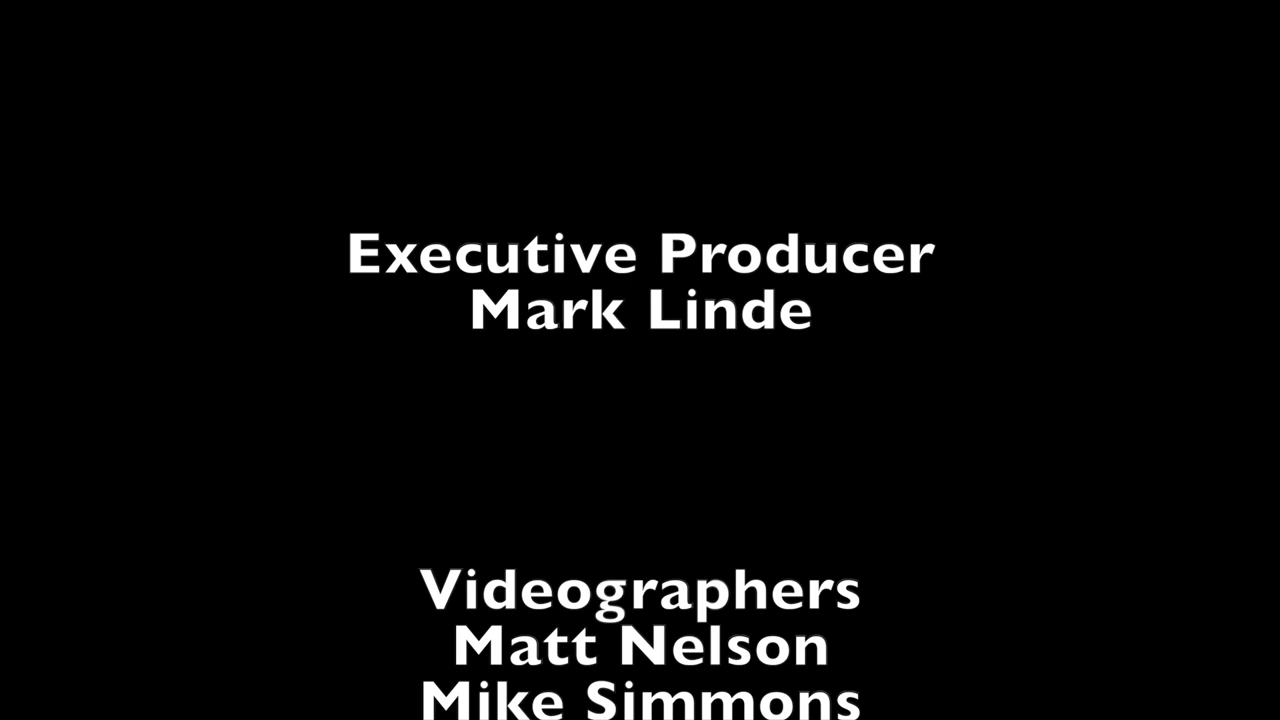 Executive Producer
Mark Linde
Videographers
Matt Nelson
Mike Simmons